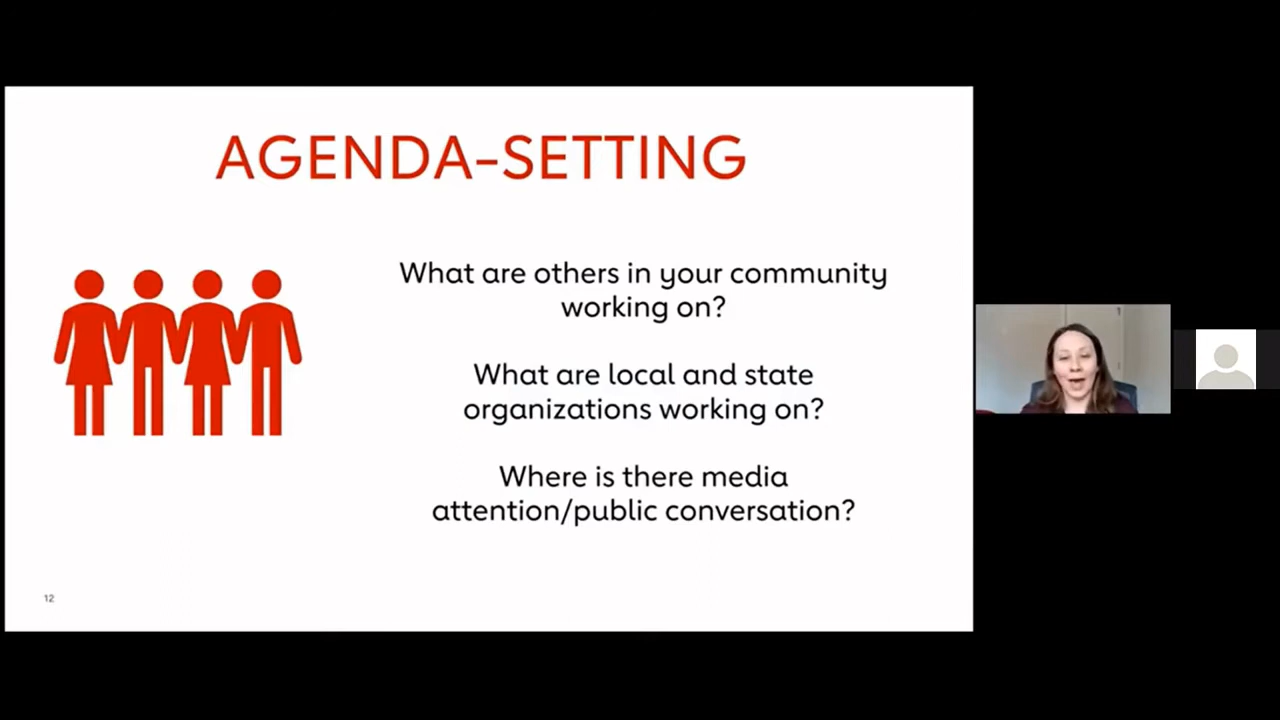 AGENDA-SETTING
What are others in your community
working on?
What are local and state
organizations working on?
Where is there media
attention/public conversation?
12